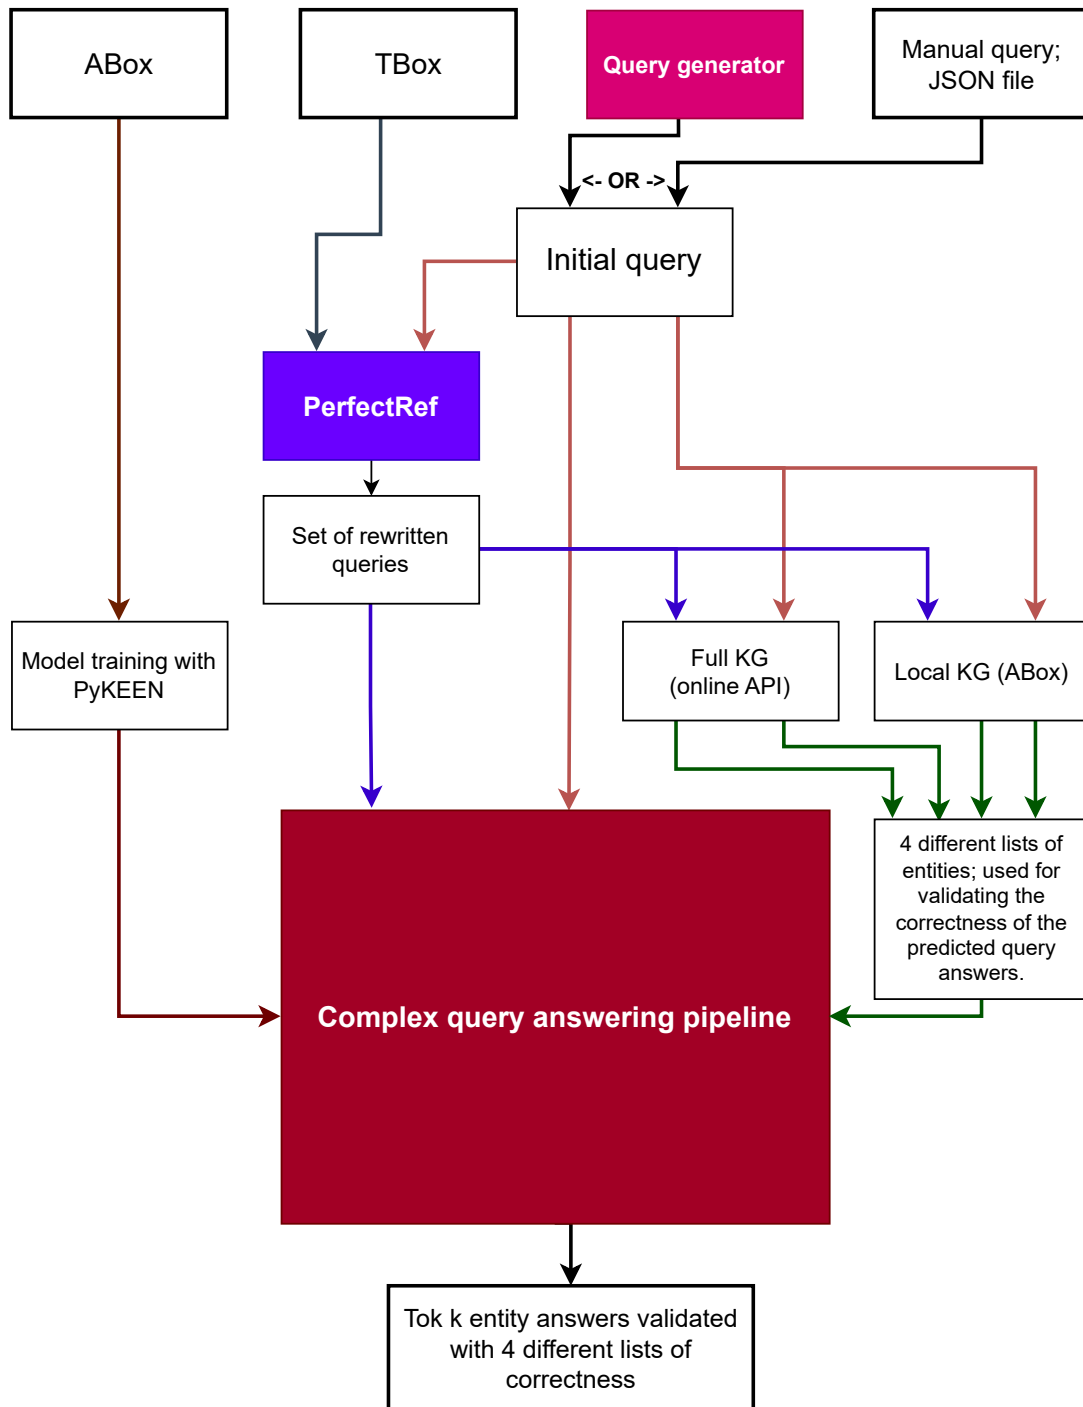 ABox
TBox
Query generator
Manual query;
JSON file
<- OR ->
Initial query
PerfectRef
Set of rewritten
queries
Model training with
PyKEEN
Full KG
(online API)
Local KG (ABox)
4 different lists of
entities; used for
validating the
correctness of the
predicted query
answers.
Complex query answering pipeline
Tok k entity answers validated
with 4 different lists of
correctness